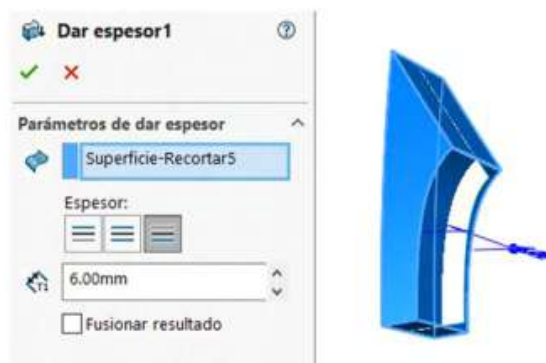 Dar espesor1
Parámetros de dar espesor
Superficie-Recortar5
Espesor:
6.00mm
Fusionar resultado